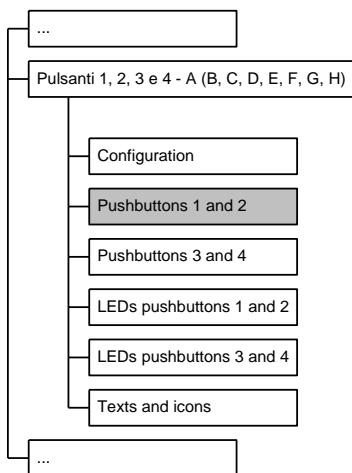 ...
Pulsanti 1, 2, 3 e 4 - A (B, C, D, E, F, G, H)
Configuration
Pushbuttons 1 and 2
Pushbuttons 3 and 4
LEDs pushbuttons 1 and 2
LEDs pushbuttons 3 and 4
Texts and icons
...